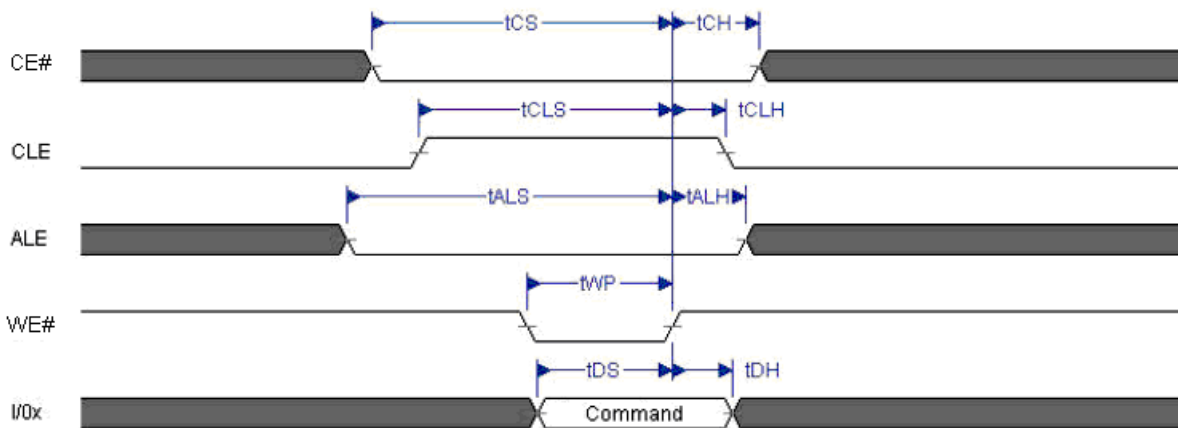 tCS tCH
CE#
tCLS tCLH
CLE
tALS tALH
ALE
tWP
WE#
tDS tDH
I/0x Command